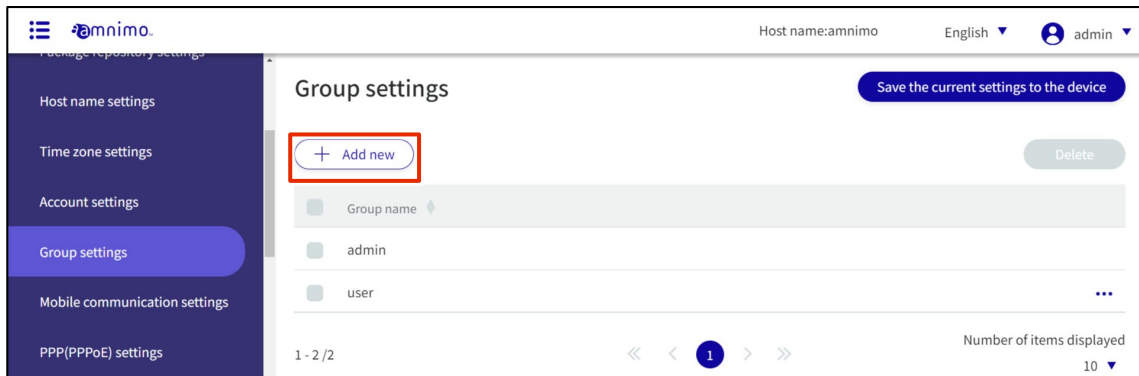 amnimo
Host name:amnimo
English
admin
Package repository settings
Host name settings
Time zone settings
Account settings
Group settings
Mobile communication settings
PPP(PPPoE) settings
Group settings
Save the current settings to the device
+ Add new
Delete
Group name
admin
user
1 - 2 /2
1
Number of items displayed
10